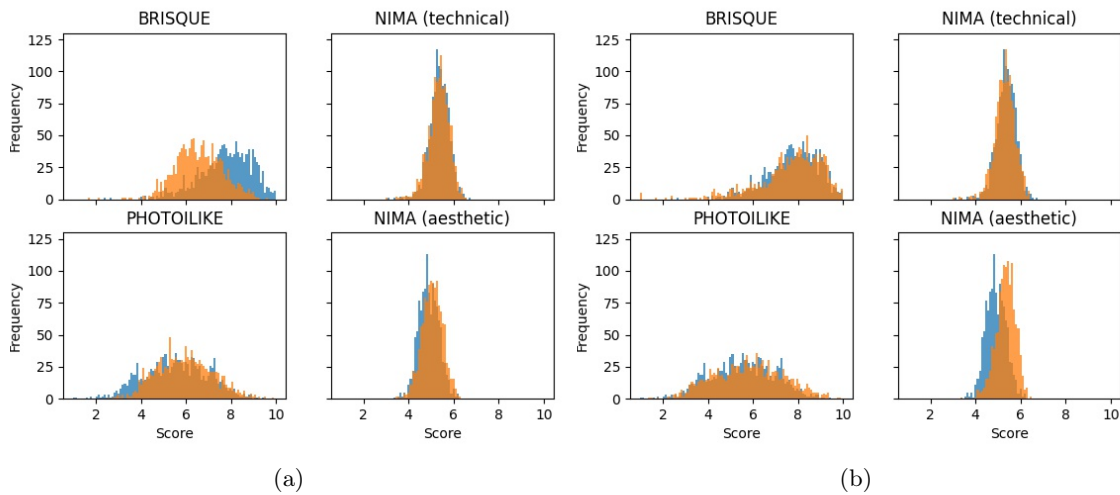 BRISQUE NIMA (technical) BRISQUE NIMA (technical)
125 125
100 100
75 75
50 50
25 25
0 0
Frequency Frequency
PHOTOILIKE NIMA (aesthetic) PHOTOILIKE NIMA (aesthetic)
125 125
100 100
75 75
50 50
25 25
0 0
Frequency Frequency
2 4 6 8 10 2 4 6 8 10 2 4 6 8 10 2 4 6 8 10
Score Score Score Score
(a) (b)